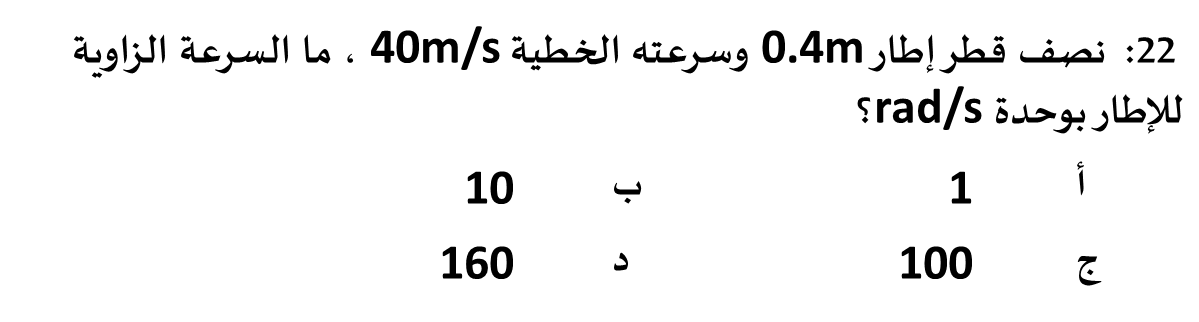 22: نصف قطر إطار 0.4m وسرعته الخطية 40m/s ، ما السرعة الزاوية
للإطار بوحدة rad/s؟
أ 1 ب 10
ج 100 د 160